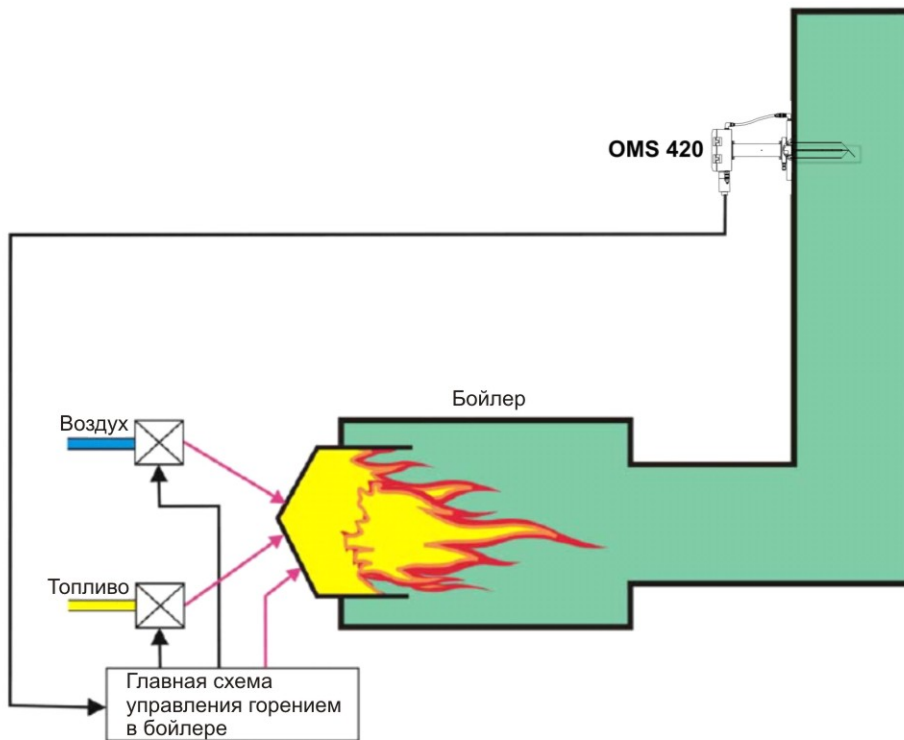 OMS 420
Бойлер
Воздух
Топливо
Главная схема
управления горением
в бойлере